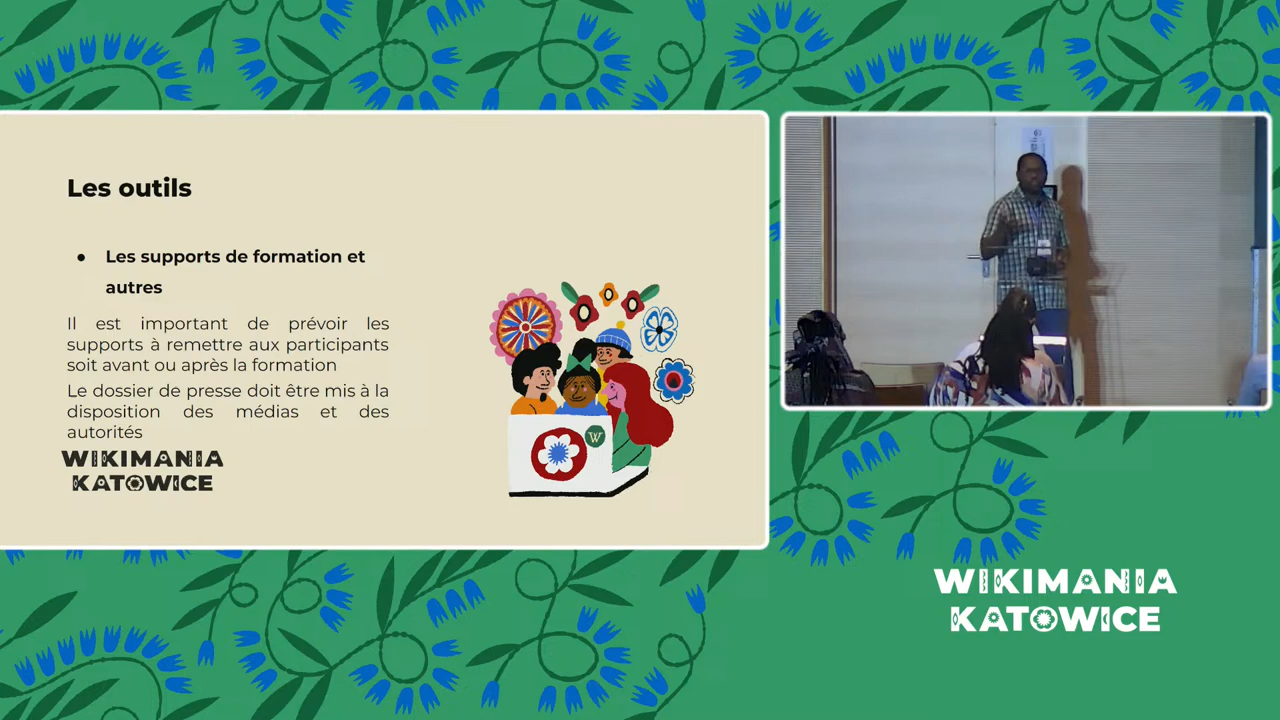 Les outils
● Les supports de formation et
autres
Il est important de prévoir les
supports à remettre aux participants
soit avant ou après la formation
Le dossier de presse doit être mis à la
disposition des médias et des
autorités
WIKIMANIA
KATOWICE
W
WIKIMANIA
KATOWICE